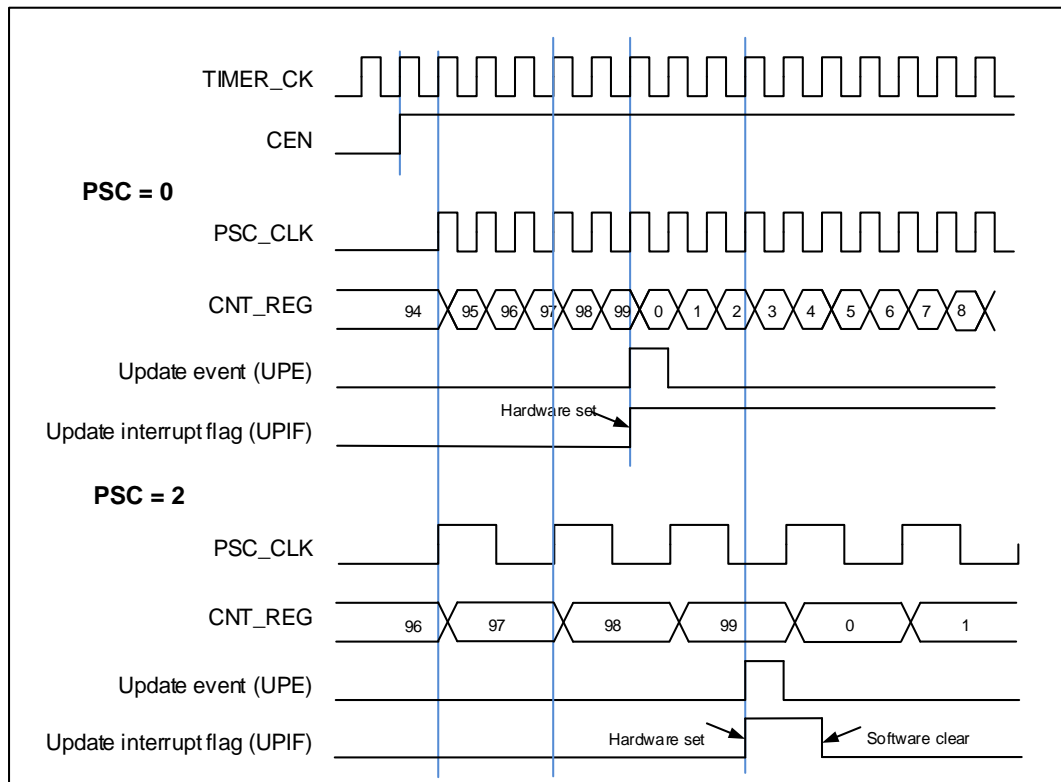 TIMER_CK
CEN
PSC = 0
PSC_CLK
CNT_REG 94 95 96 97 98 99 0 1 2 3 4 5 6 7 8
Update event (UPE)
Hardware set
Update interrupt flag (UPIF)
PSC = 2
PSC_CLK
CNT_REG 96 97 98 99 0 1
Update event (UPE)
Update interrupt flag (UPIF) Hardware set Software clear